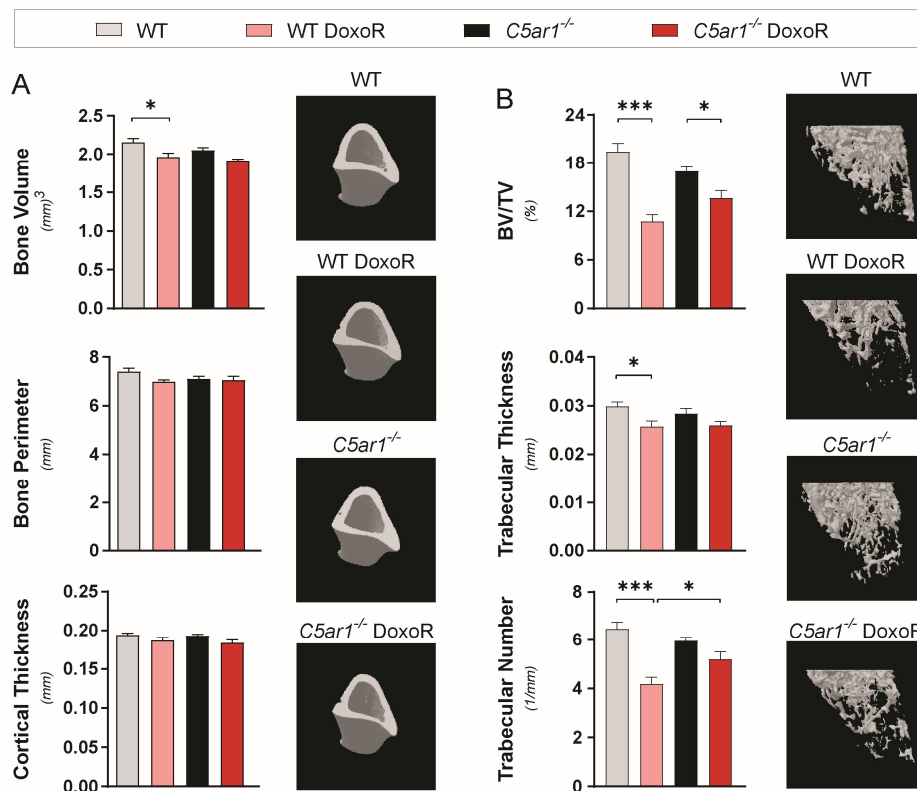 WT WT DoxoR C5ar1-/- C5ar1-/- DoxoR
A
Bone Volume
(mm)3
2.5
2.0
1.5
1.0
0.5
0.0
*
WT
WT DoxoR
Bone Perimeter
(mm)
8
6
4
2
0
C5ar1-/-
Cortical Thickness
(mm)
0.25
0.20
0.15
0.10
0.05
0.00
C5ar1-/- DoxoR
B
BV/TV
(%)
24
18
12
6
0
*** *
WT
WT DoxoR
Trabecular Thickness
(mm)
0.04
0.03
0.02
0.01
0.00
*
C5ar1-/-
Trabecular Number
(1/mm)
8
6
4
2
0
*** *
C5ar1-/- DoxoR